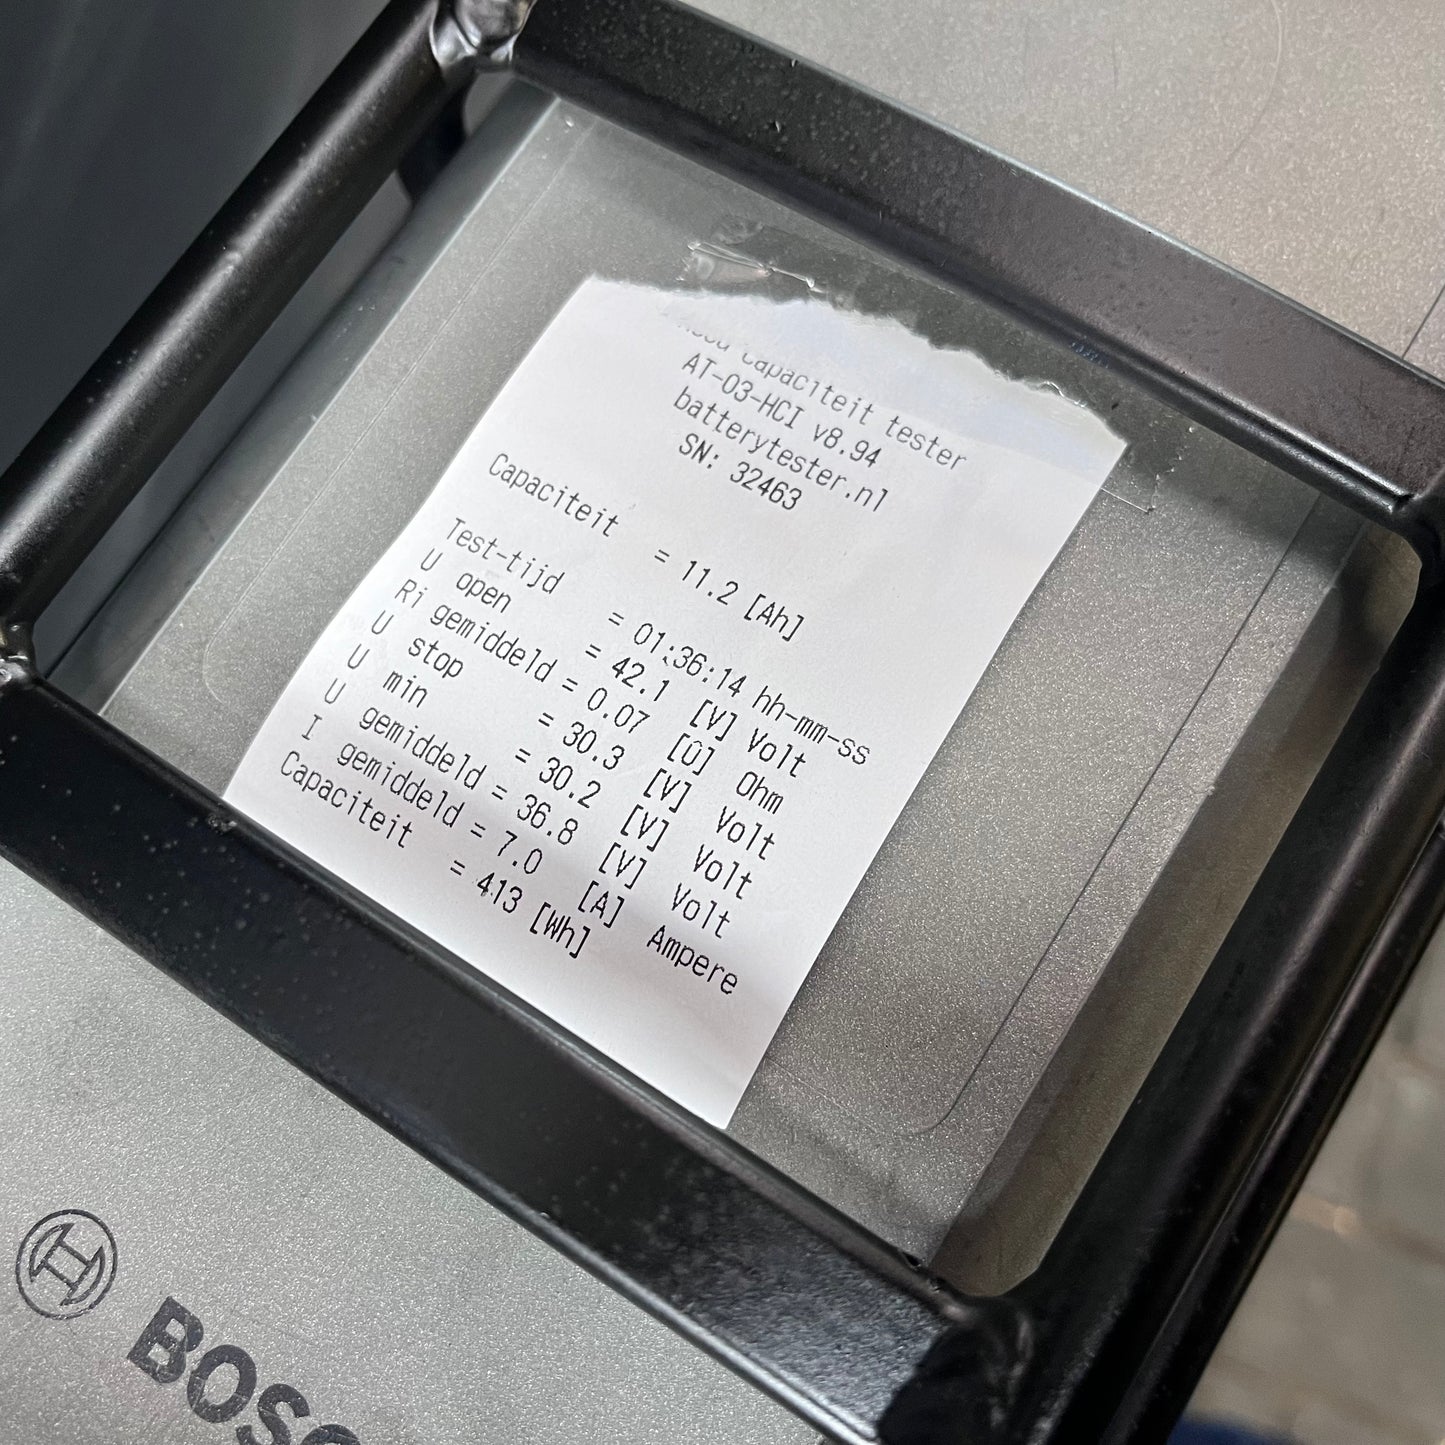 capaciteit tester
AT-03-HCI v8.94
batterytester.nl
SN: 32463
Capaciteit = 11.2 [Ah]
Test-tijd = 01:36:14 hh-mm-ss
U open = 42.1 [V] Volt
Ri gemiddeld = 0.07 [Û] Ohm
U stop = 30.3 [V] Volt
U min = 30.2 [V] Volt
U gemiddeld = 36.8 [V] Volt
I gemiddeld = 7.0 [A] Ampere
Capaciteit = 413 [Wh]
BOSC